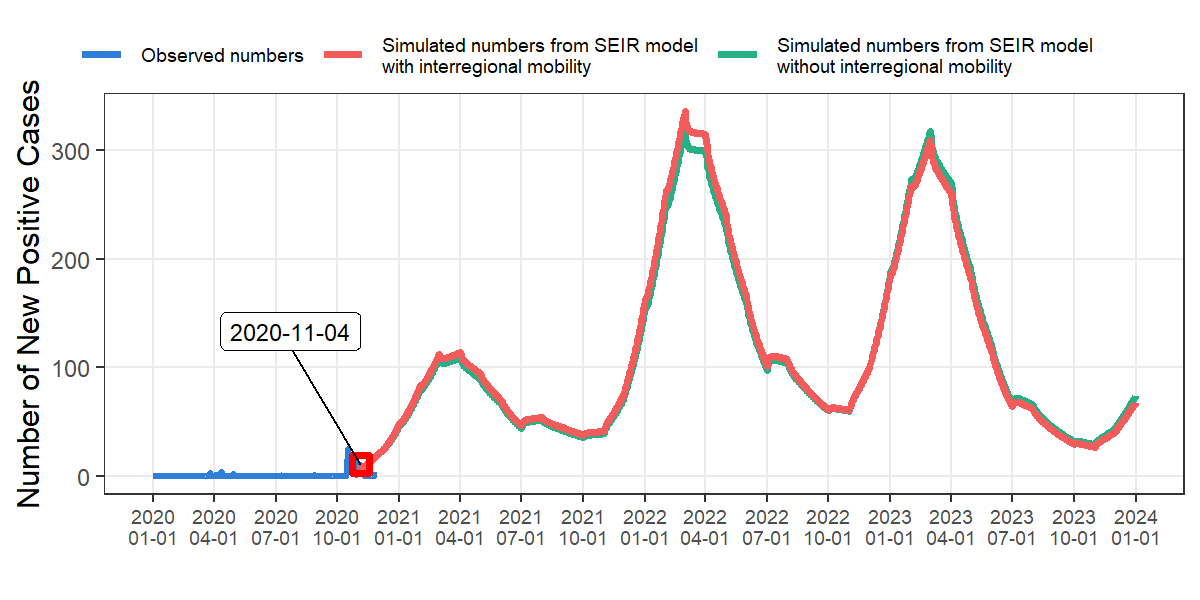 Observed numbers
Simulated numbers from SEIR model
with interregional mobility
Simulated numbers from SEIR model
without interregional mobility
Number of New Positive Cases
300
200
100
0
2020-11-04
2020 2020 2020 2020 2021 2021 2021 2021 2022 2022 2022 2022 2023 2023 2023 2023 2024
01-01 04-01 07-01 10-01 01-01 04-01 07-01 10-01 01-01 04-01 07-01 10-01 01-01 04-01 07-01 10-01 01-01